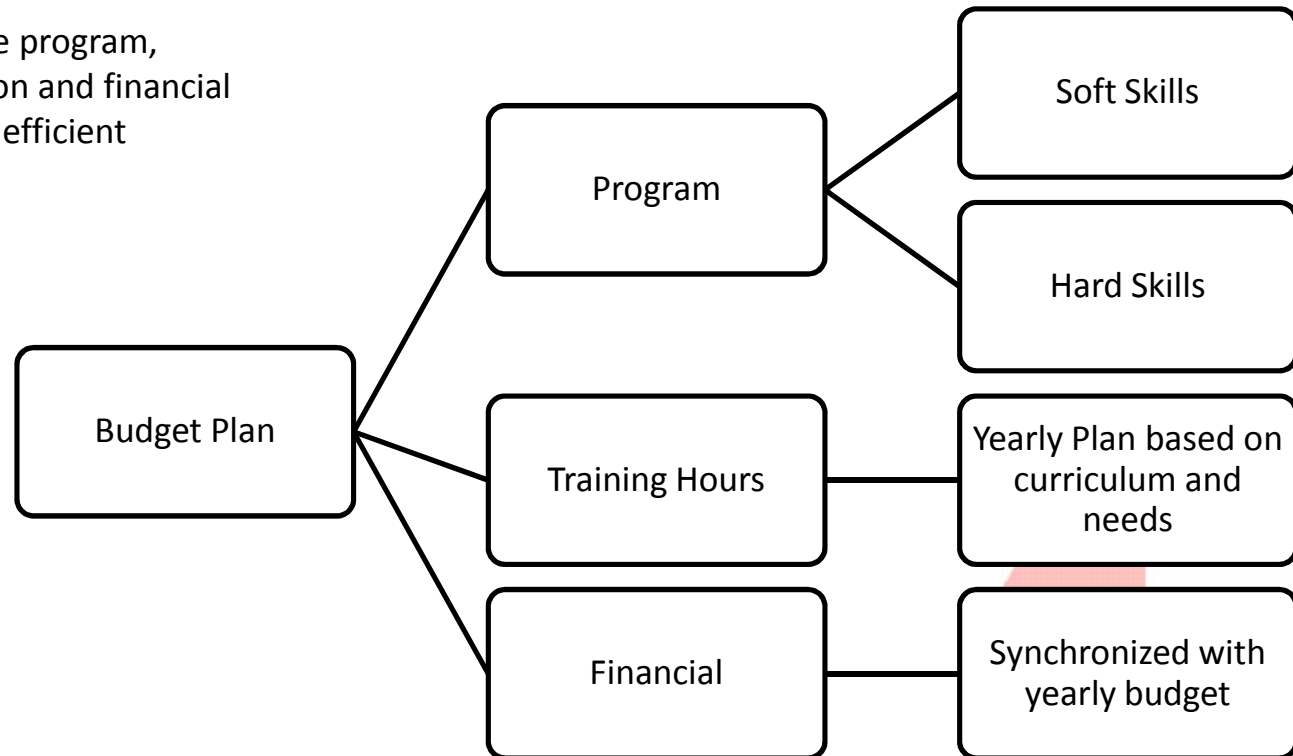 program,
and financial
efficient
Soft Skills
Program
Hard Skills
Budget Plan
Training Hours
Yearly Plan based on
curriculum and
needs
Financial
Synchronized with
yearly budget